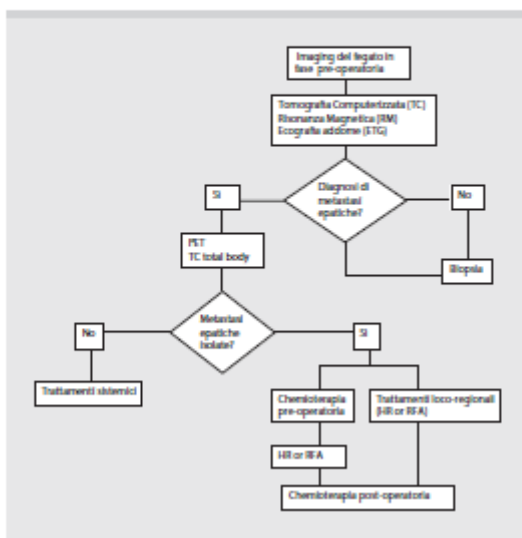 Imaging del fegato in
fase pre-operatoria
Tomografia Computerizzata (TC)
Risonanza Magnetica (RM)
Ecografia addome (ETG)
Diagnosi di
metastasi
epatiche?
Si
No
PET
TC total body
Biopsia
Metastasi
epatiche
isolate?
No
Si
Trattamenti sistemici
Chemioterapia
pre-operatoria
Trattamenti loco-regionali
(HR or RFA)
HR or RFA
Chemioterapia post-operatoria